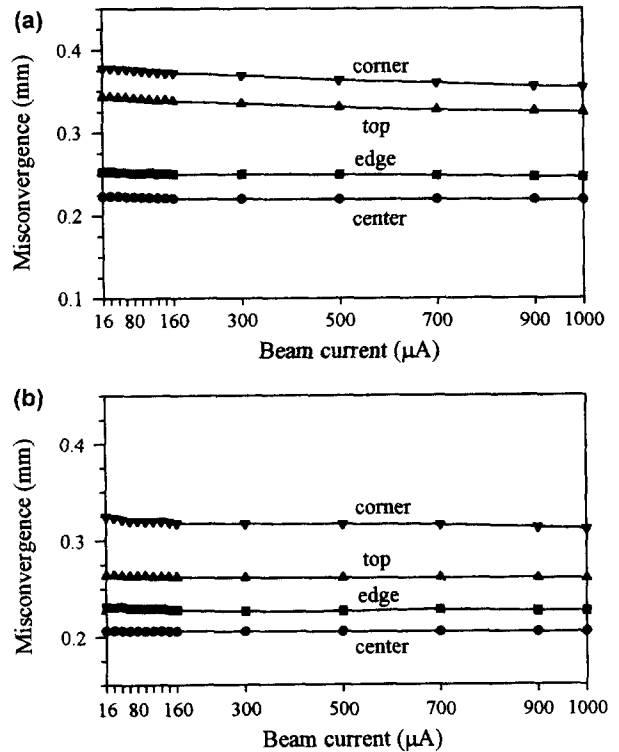 (a)
0.4
0.3
0.2
0.1
Misconvergence (mm)
corner
top
edge
center
16 80 160 300 500 700 900 1000
Beam current (μA)
(b)
0.4
0.3
0.2
Misconvergence (mm)
corner
top
edge
center
16 80 160 300 500 700 900 1000
Beam current (μA)